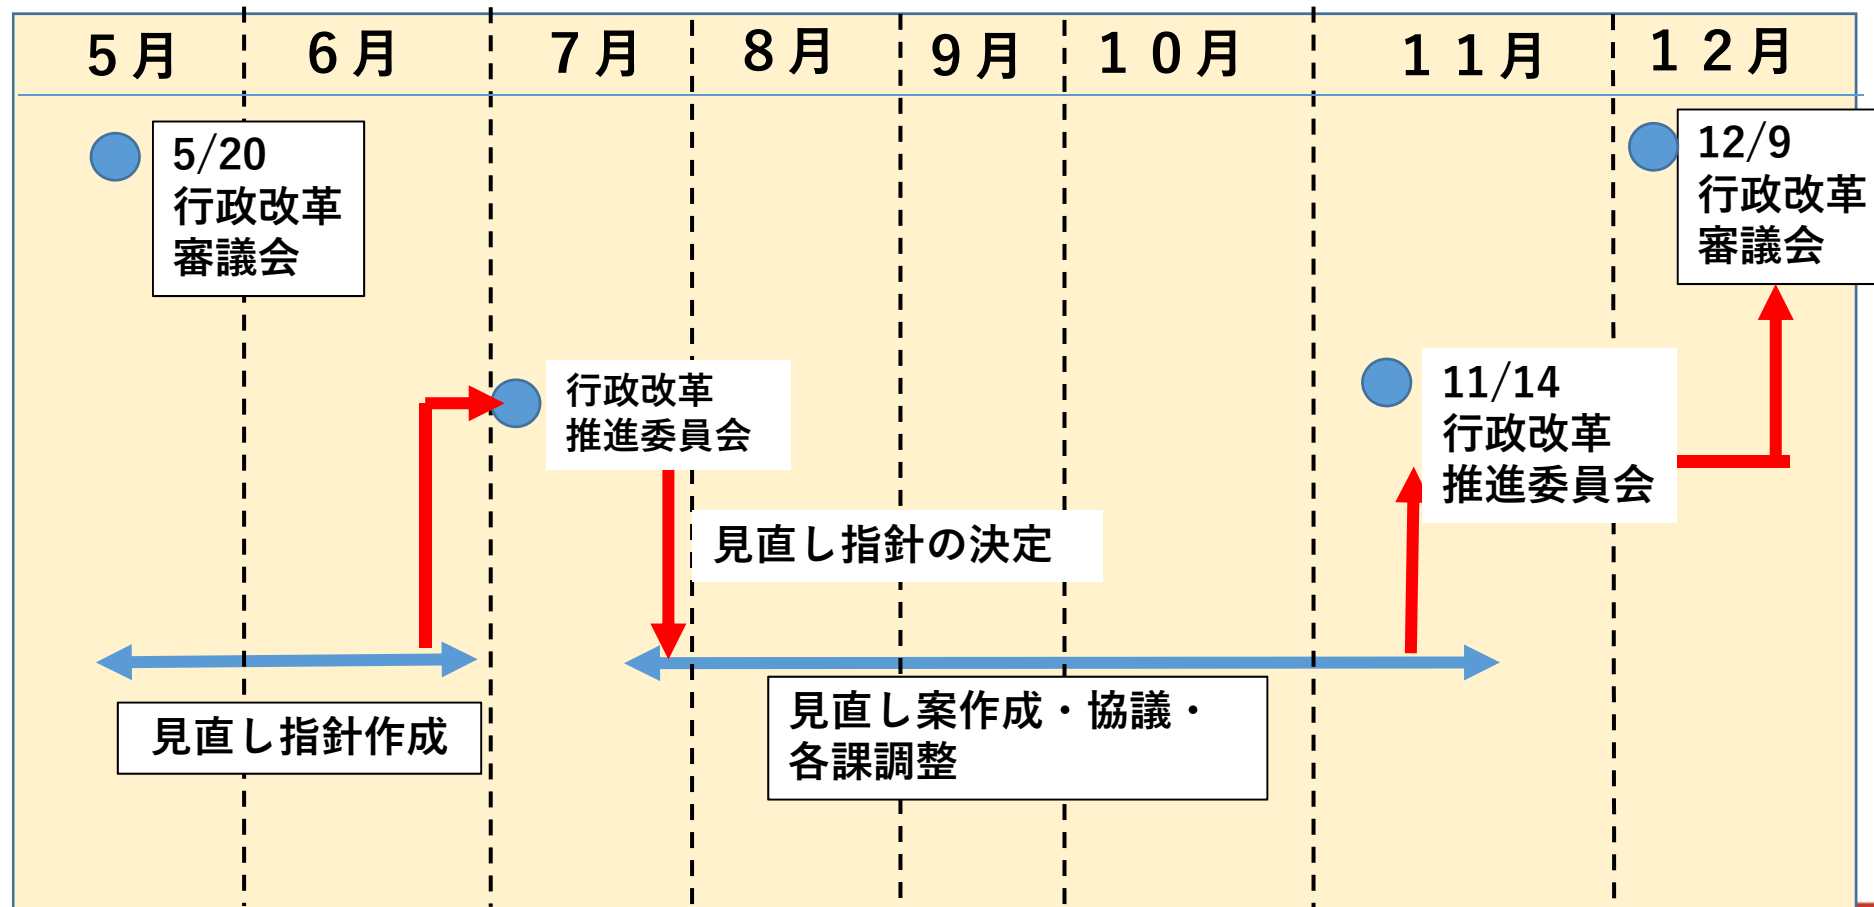 5月 6月 7月 8月 9月 10月 11月 12月
5/20
行政改革
審議会
12/9
行政改革
審議会
行政改革
推進委員会
11/14
行政改革
推進委員会
見直し指針の決定
見直し指針作成
見直し案作成・協議・
各課調整